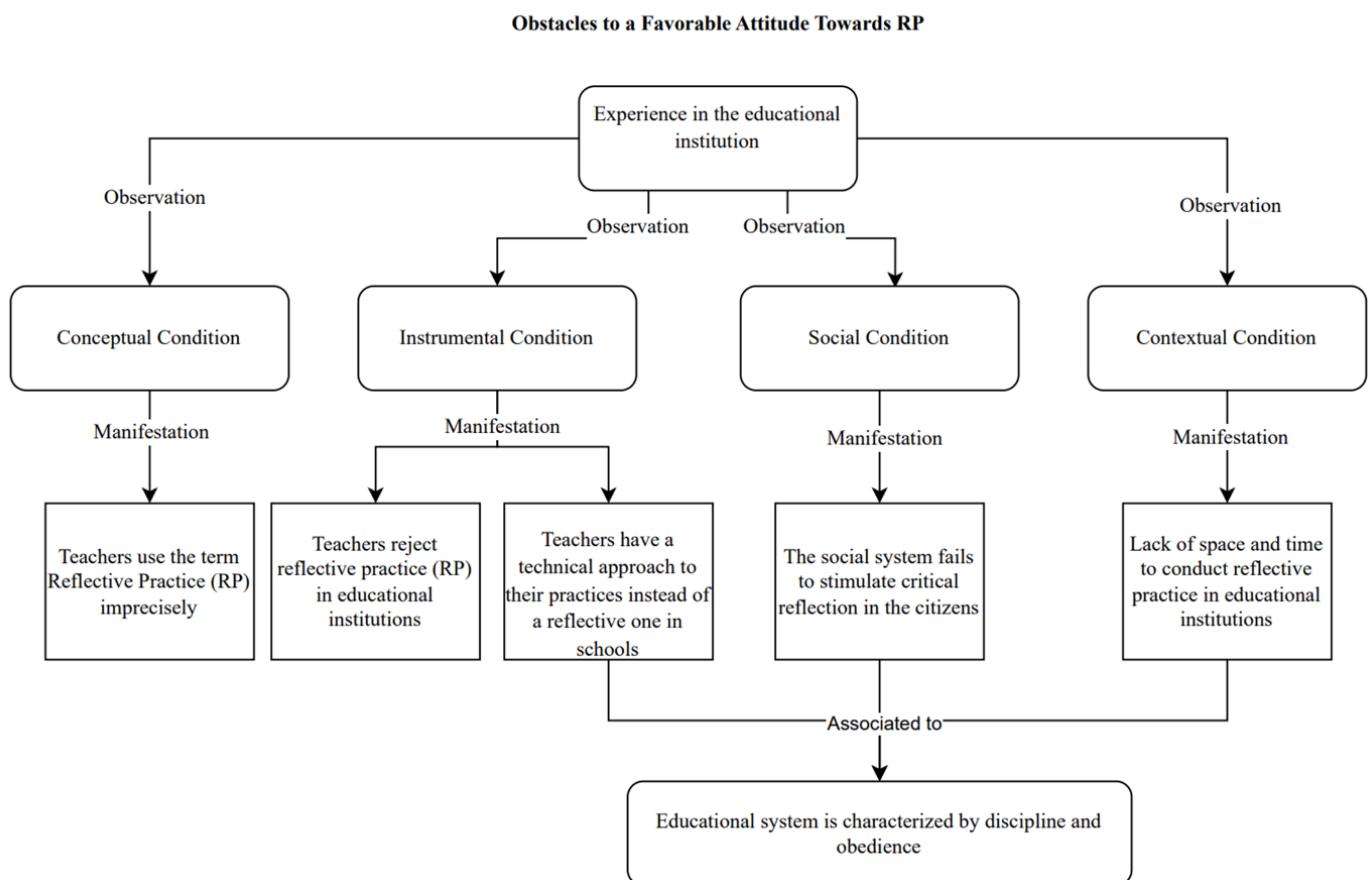 Obstacles to a Favorable Attitude Towards RP
Experience in the educational
institution
Observation
Observation
Observation
Observation
Conceptual Condition
Instrumental Condition
Social Condition
Contextual Condition
Manifestation
Manifestation
Manifestation
Manifestation
Teachers use the term
Reflective Practice (RP)
imprecisely
Teachers reject
reflective practice (RP)
in educational
institutions
Teachers have a
technical approach to
their practices instead of
a reflective one in
schools
The social system fails
to stimulate critical
reflection in the citizens
Lack of space and time
to conduct reflective
practice in educational
institutions
Associated to
Educational system is characterized by discipline and
obedience